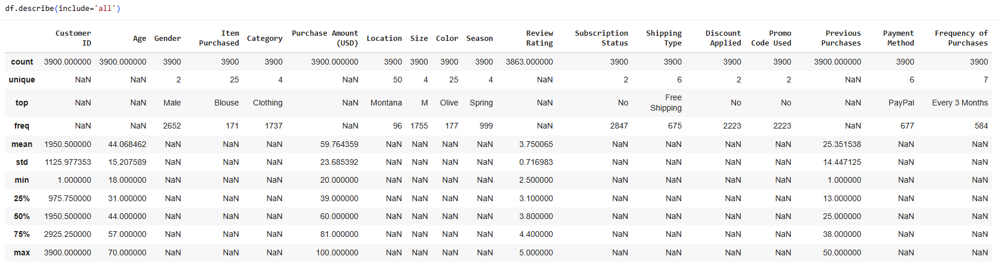 df.describe(include='all')
Customer ID Age Gender Item Purchased Category Purchase Amount (USD) Location Size Color Season Review Rating Subscription Status Shipping Type Discount Applied Promo Code Used Previous Purchases Payment Method Frequency of Purchases
count 3900.000000 3900.000000 3900 3900 3900 3900.000000 3900 3900 3900 3900 3863.000000 3900 3900 3900 3900 3900.000000 3900 3900
unique NaN NaN 2 25 4 NaN 50 4 25 4 NaN 2 6 2 2 NaN 6 7
top NaN NaN Male Blouse Clothing NaN Montana M Olive Spring NaN No Free Shipping No No NaN PayPal Every 3 Months
freq NaN NaN 2652 171 1737 NaN 96 1755 177 999 NaN 2847 675 2223 2223 NaN 677 584
mean 1950.500000 44.068462 NaN NaN NaN 59.764359 NaN NaN NaN NaN 3.750065 NaN NaN NaN NaN 25.351538 NaN NaN
std 1125.977353 15.207589 NaN NaN NaN 23.685392 NaN NaN NaN NaN 0.716983 NaN NaN NaN NaN 14.447125 NaN NaN
min 1.000000 18.000000 NaN NaN NaN 20.000000 NaN NaN NaN NaN 2.500000 NaN NaN NaN NaN 1.000000 NaN NaN
25% 975.750000 31.000000 NaN NaN NaN 39.000000 NaN NaN NaN NaN 3.100000 NaN NaN NaN NaN 13.000000 NaN NaN
50% 1950.500000 44.000000 NaN NaN NaN 60.000000 NaN NaN NaN NaN 3.800000 NaN NaN NaN NaN 25.000000 NaN NaN
75% 2925.250000 57.000000 NaN NaN NaN 81.000000 NaN NaN NaN NaN 4.400000 NaN NaN NaN NaN 38.000000 NaN NaN
max 3900.000000 70.000000 NaN NaN NaN 100.000000 NaN NaN NaN NaN 5.000000 NaN NaN NaN NaN 50.000000 NaN NaN